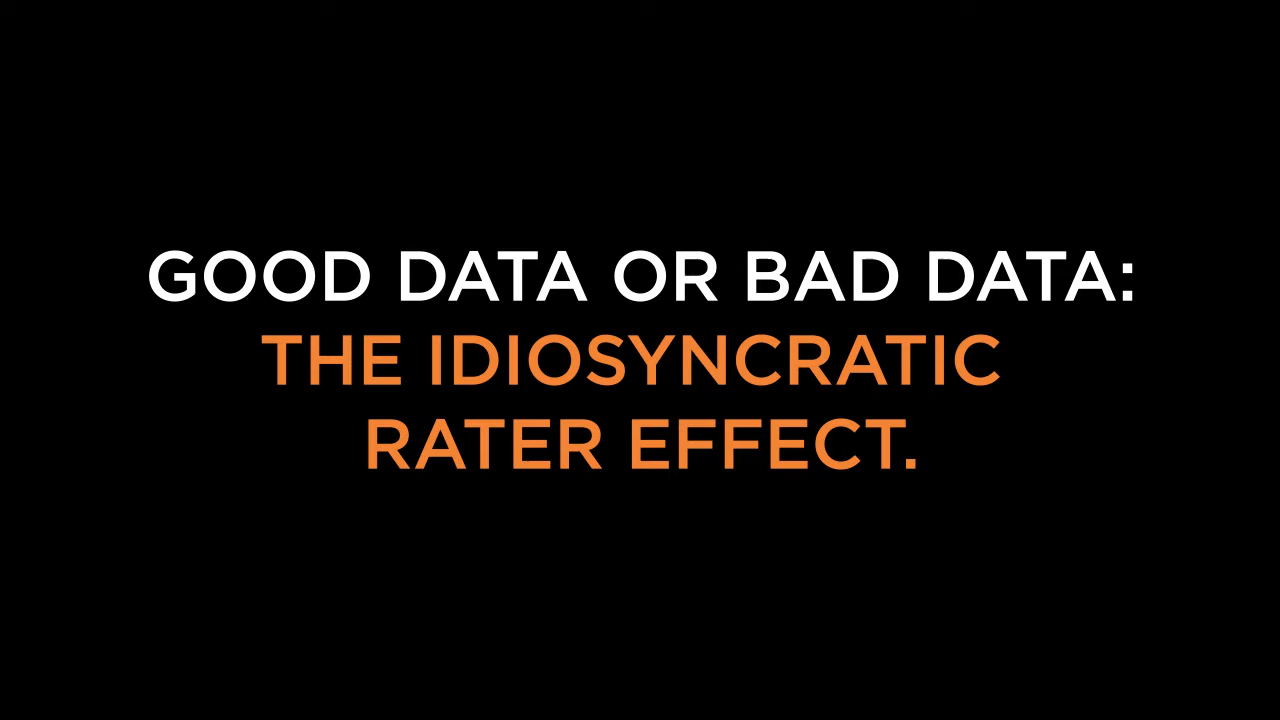 GOOD DATA OR BAD DATA:
THE IDIOSYNCRATIC
RATER EFFECT.